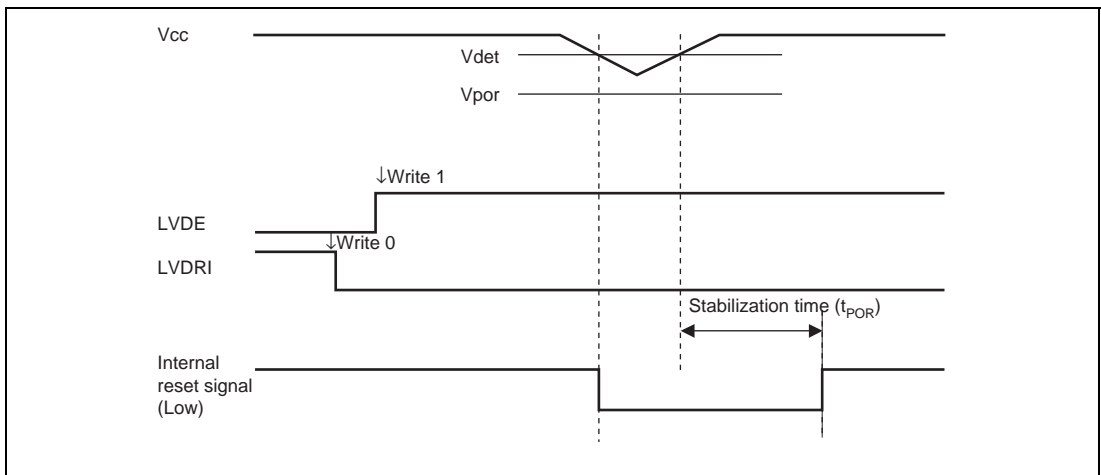 Vcc
Vdet
Vpor
↓Write 1
LVDE
↓Write 0
LVDRI
Stabilization time (tPOR)
Internal
reset signal
(Low)